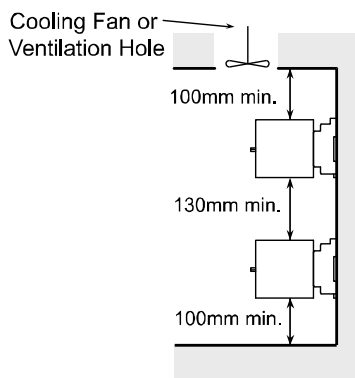 Cooling Fan or
Ventilation Hole
100mm min.
130mm min.
100mm min.